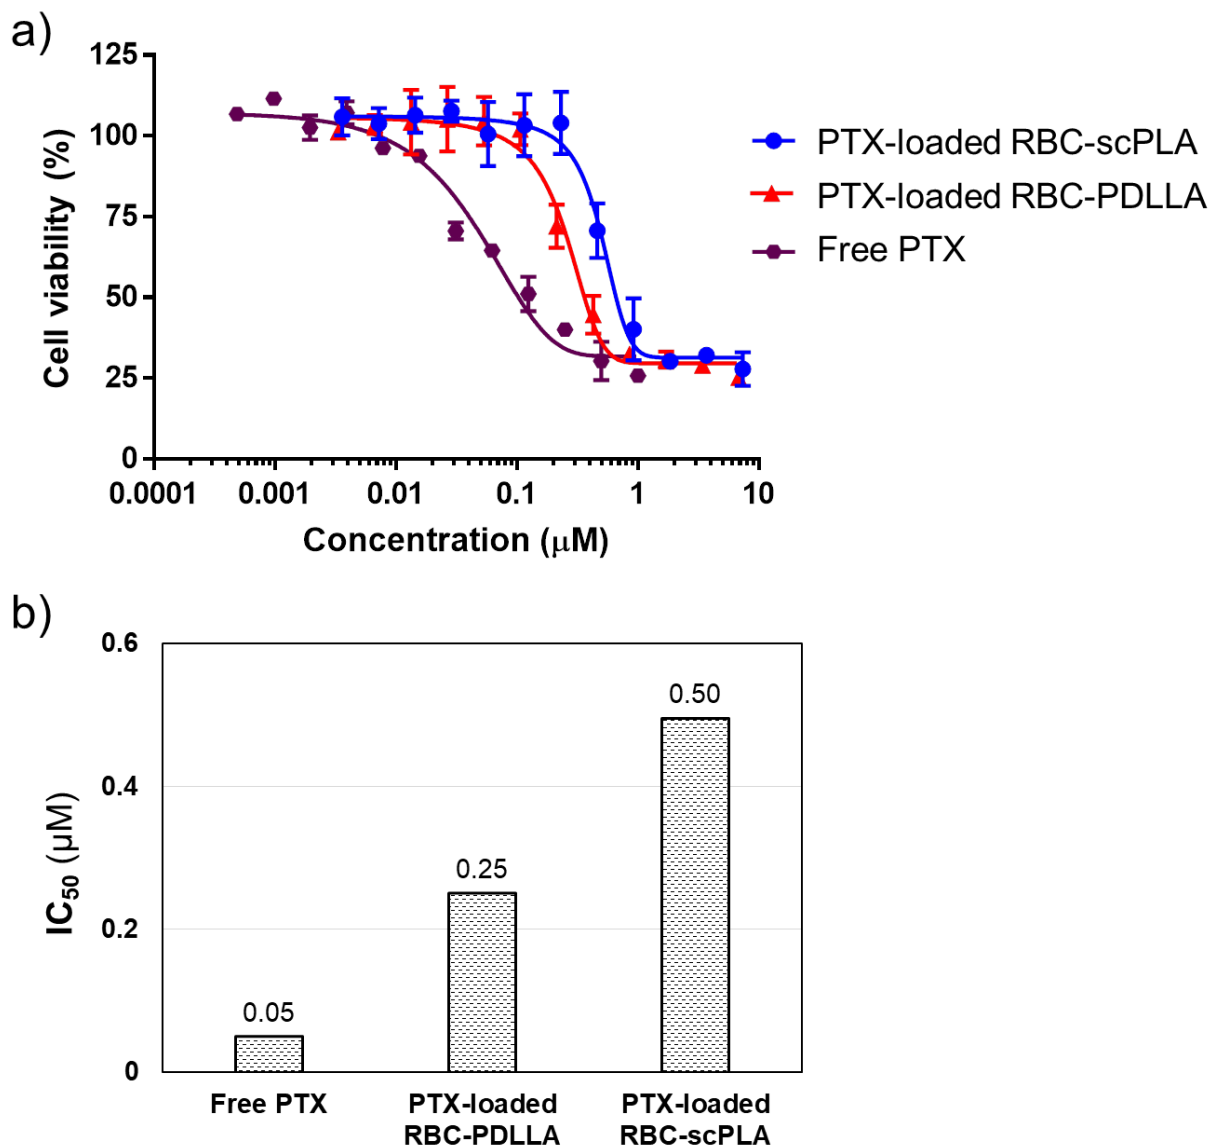 a)
125
100
75
50
25
0
Cell viability (%)
0.0001
0.001
0.01
0.1
1
10
Concentration (μM)
PTX-loaded RBC-scPLA
PTX-loaded RBC-PDLLA
Free PTX
b)
0.6
0.4
0.2
0
IC50 (μM)
0.05
0.25
0.50
Free PTX
PTX-loaded
RBC-PDLLA
PTX-loaded
RBC-scPLA